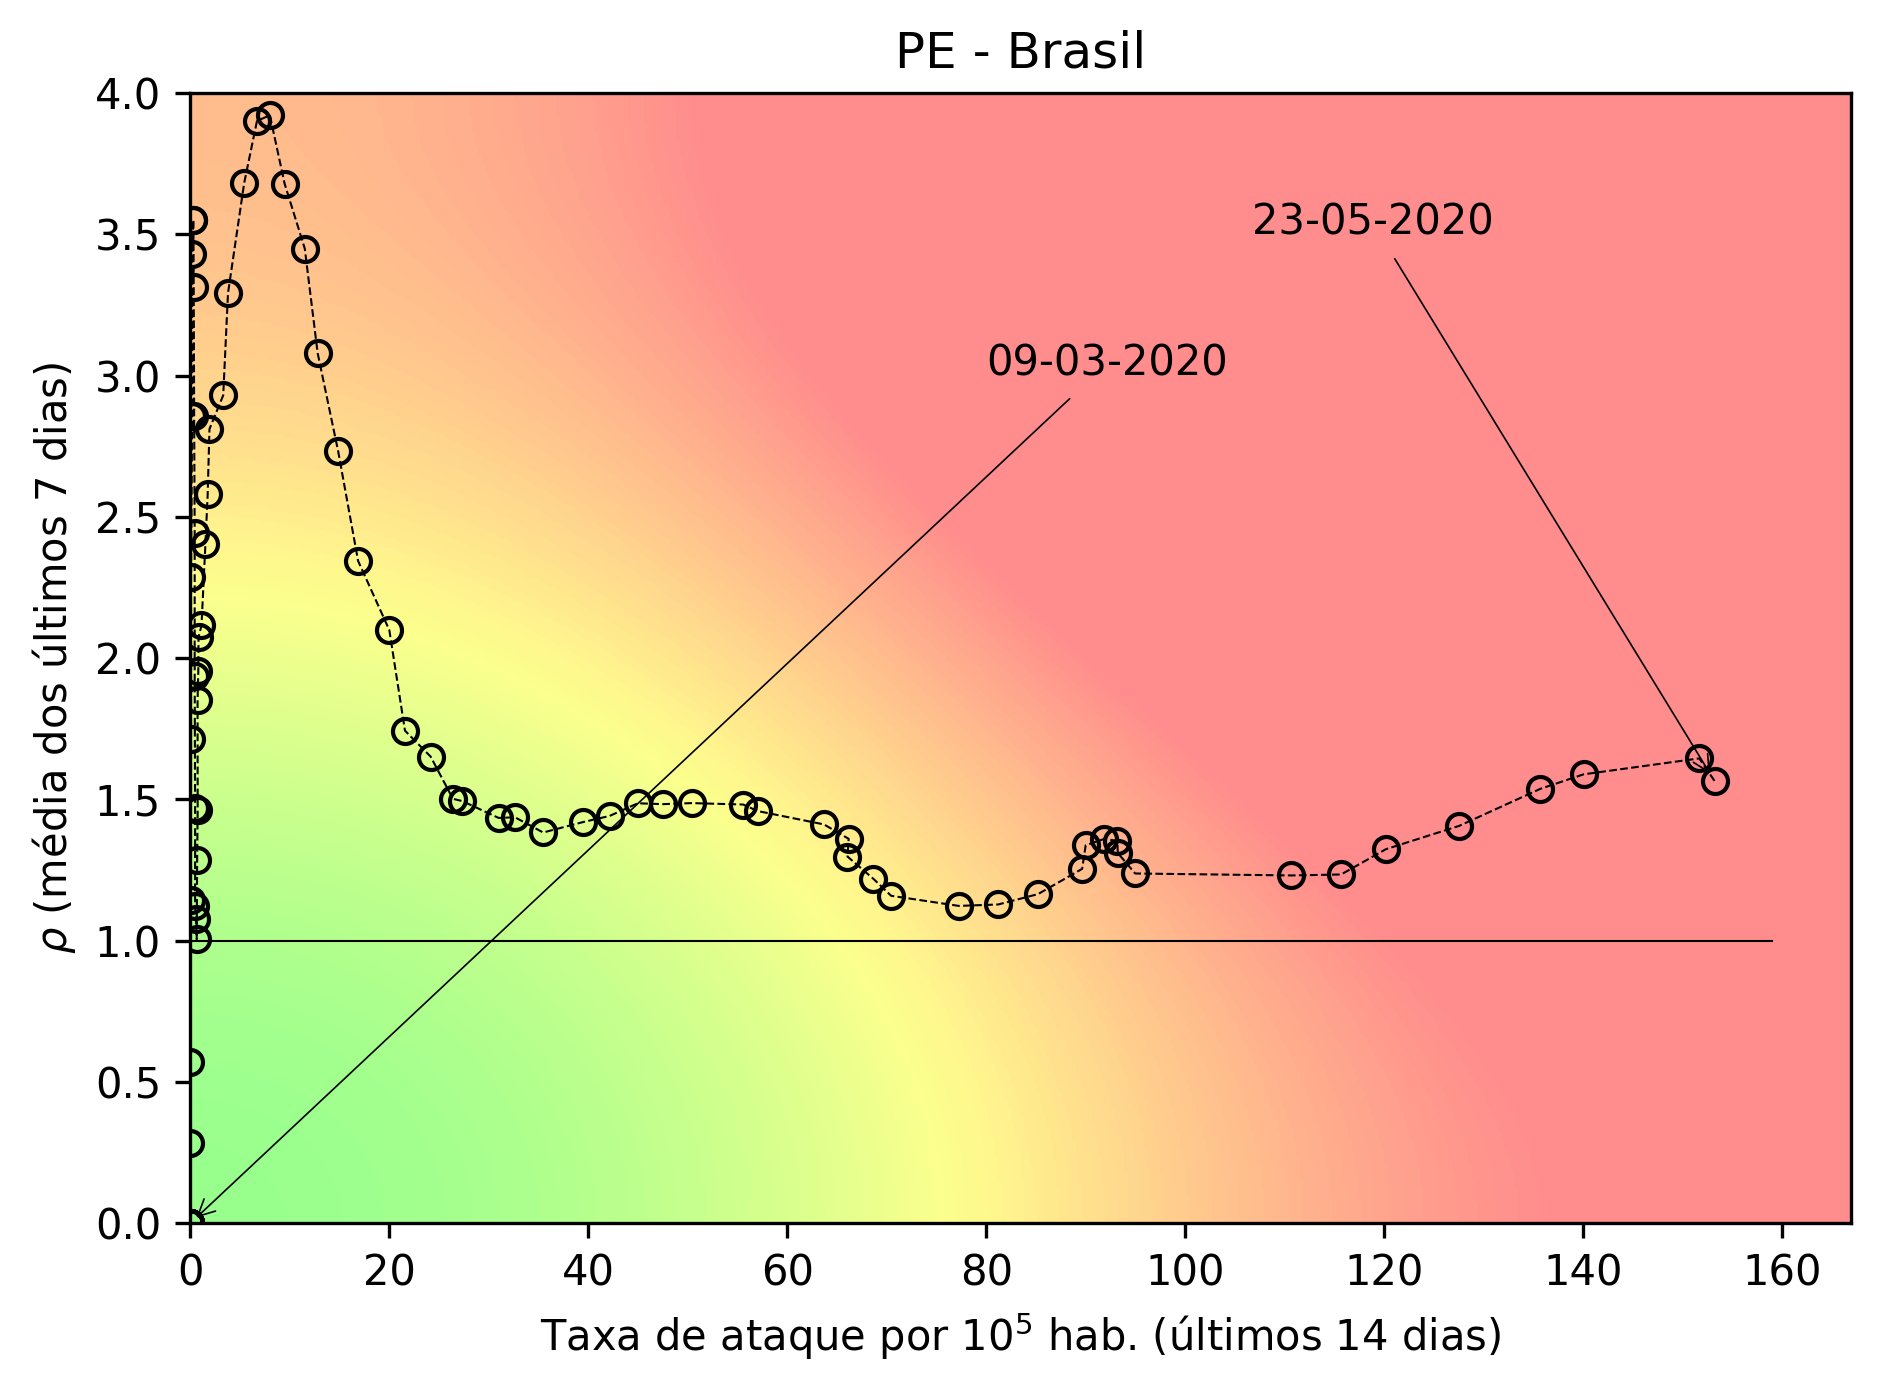 PE - Brasil
4.0
3.5
3.0
2.5
2.0
1.5
1.0
0.5
0.0
ρ (média dos últimos 7 dias)
23-05-2020
09-03-2020
0 20 40 60 80 100 120 140 160
Taxa de ataque por 10⁵ hab. (últimos 14 dias)